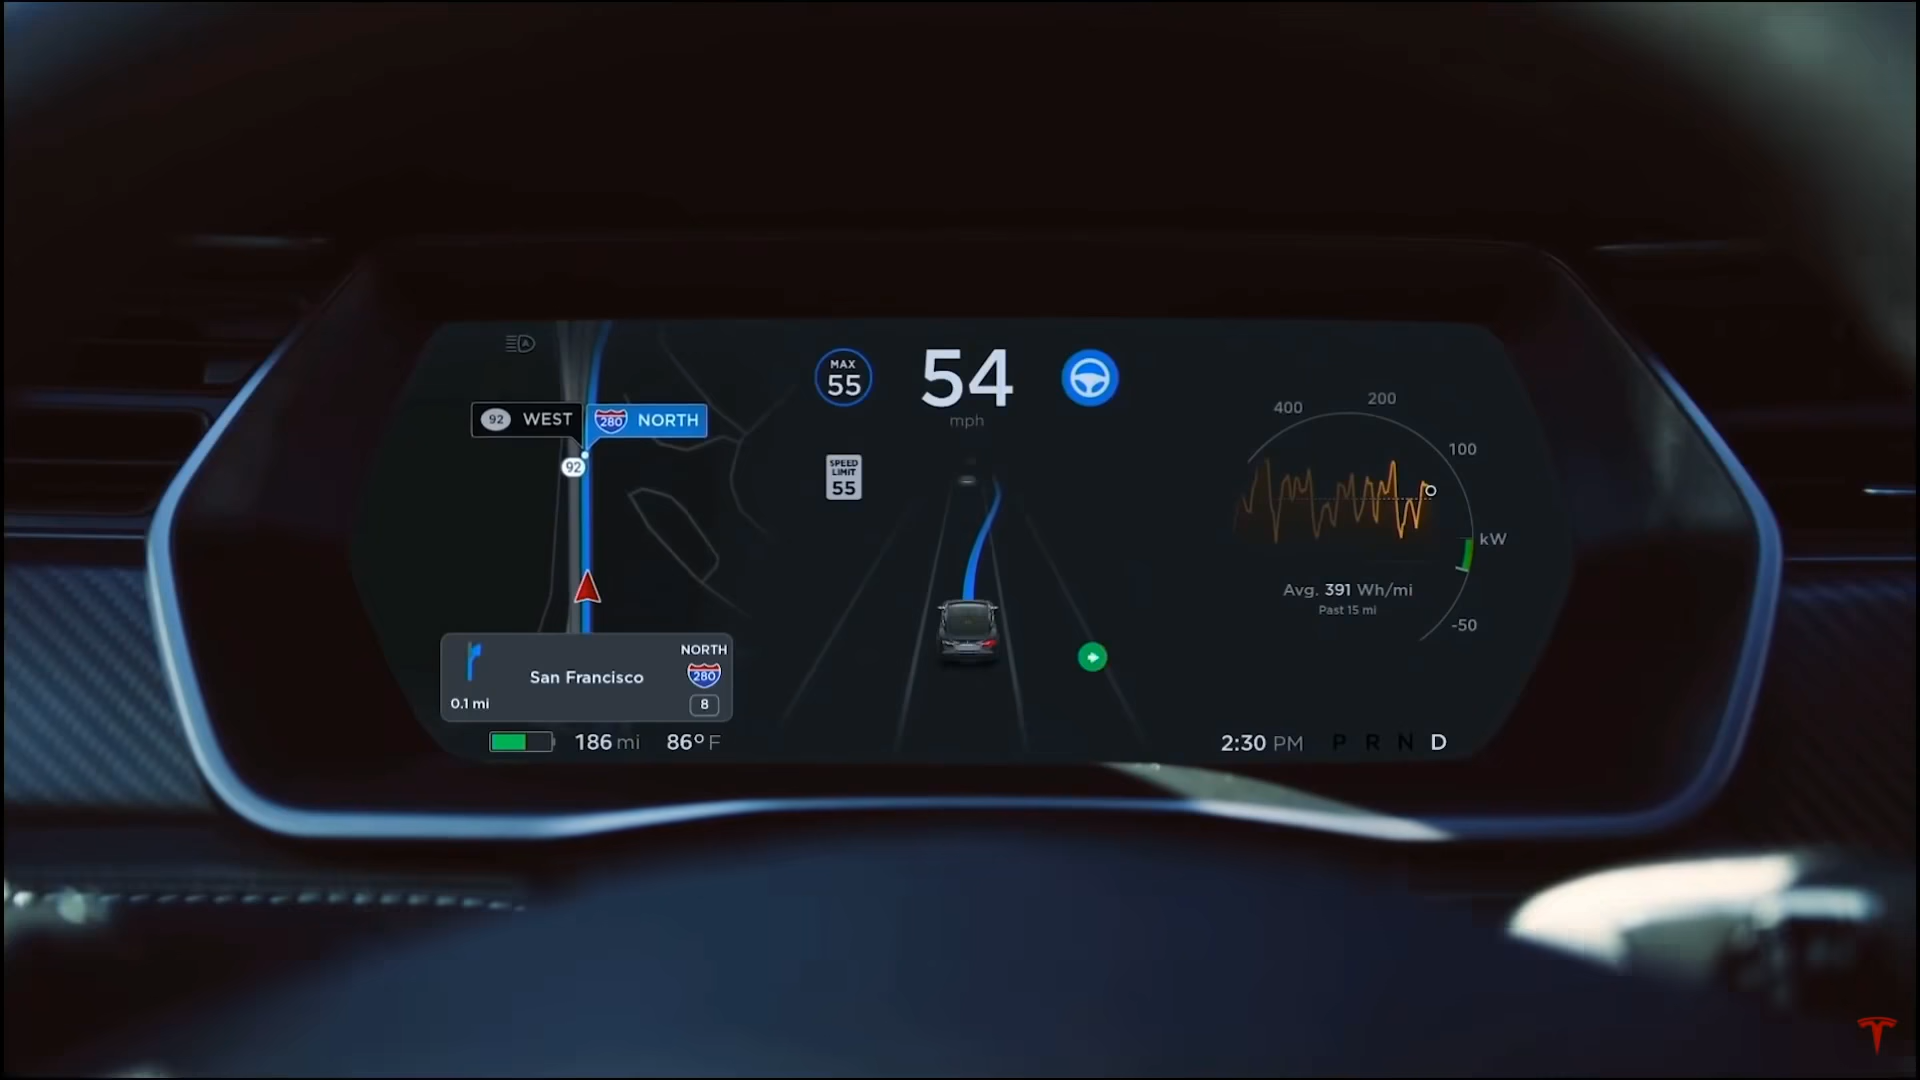 A
92 WEST
280 NORTH
92
NORTH
San Francisco
280
0.1 mi
8
186 mi
86° F
MAX
55
54
mph
SPEED
LIMIT
55
400
200
100
kW
-50
Avg. 391 Wh/mi
Past 15 mi
2:30 PM
P R N D